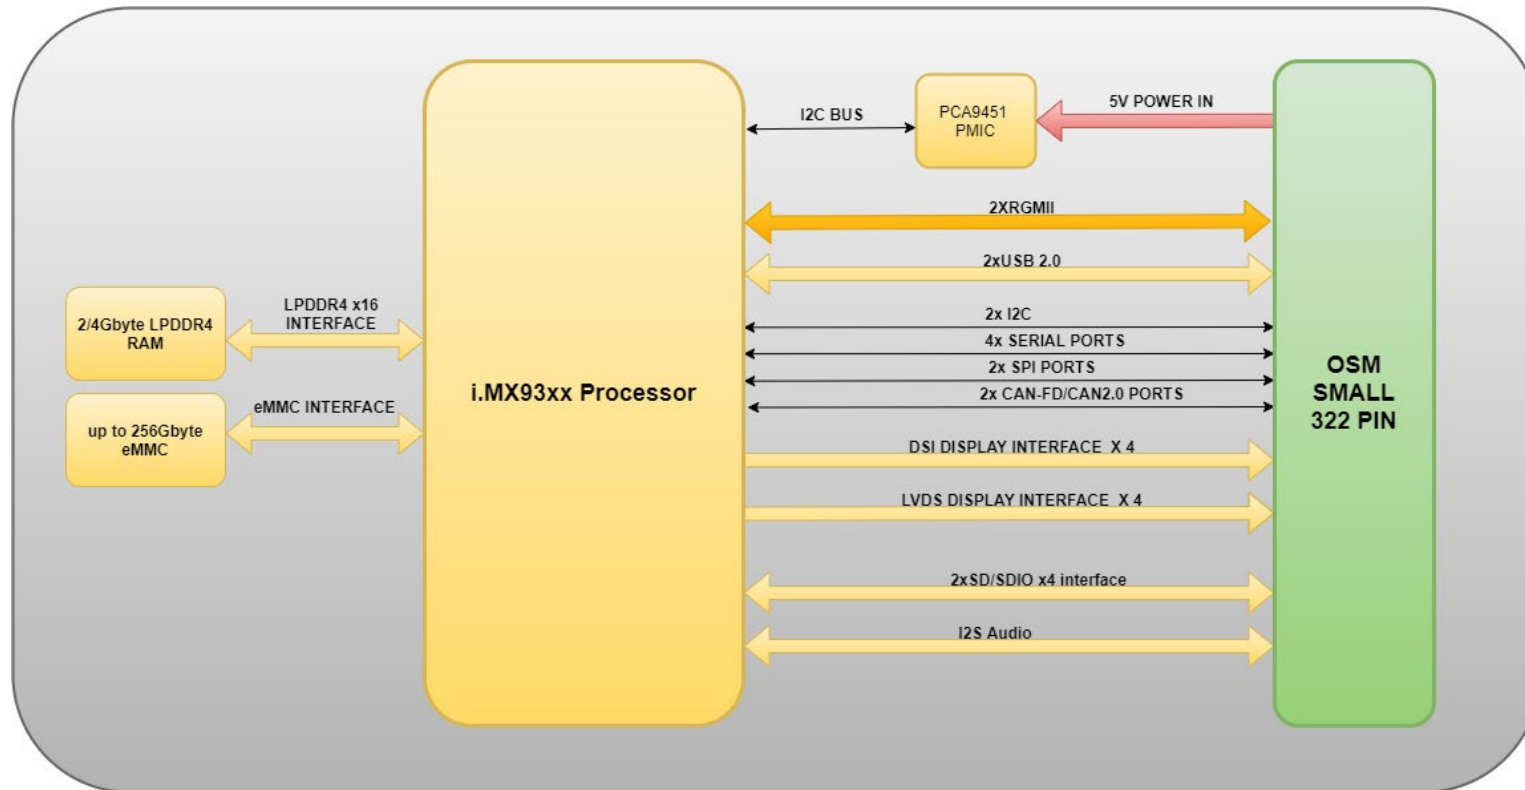 I2C BUS
PCA9451
PMIC
5V POWER IN
2XRGMII
2xUSB 2.0
2/4Gbyte LPDDR4
RAM
LPDDR4 x16
INTERFACE
up to 256Gbyte
eMMC
eMMC INTERFACE
i.MX93xx Processor
2x I2C
4x SERIAL PORTS
2x SPI PORTS
2x CAN-FD/CAN2.0 PORTS
DSI DISPLAY INTERFACE X 4
LVDS DISPLAY INTERFACE X 4
2xSD/SDIO x4 interface
I2S Audio
OSM
SMALL
322 PIN